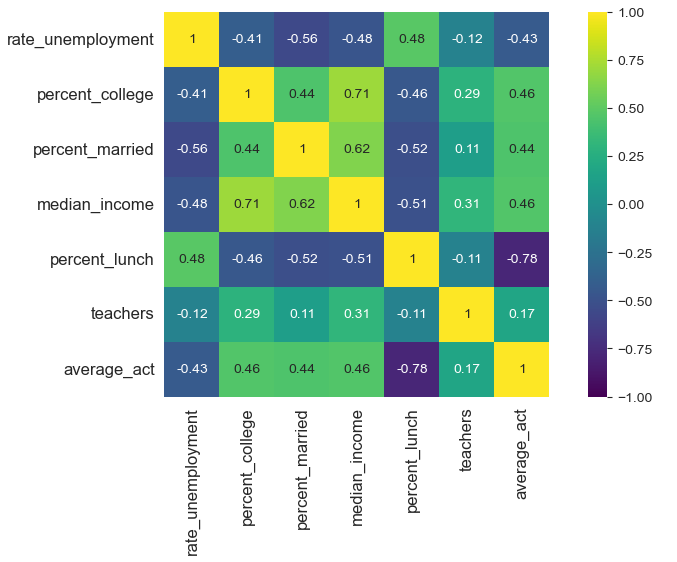 rate_unemployment 1 -0.41 -0.56 -0.48 0.48 -0.12 -0.43
percent_college -0.41 1 0.44 0.71 -0.46 0.29 0.46
percent_married -0.56 0.44 1 0.62 -0.52 0.11 0.44
median_income -0.48 0.71 0.62 1 -0.51 0.31 0.46
percent_lunch 0.48 -0.46 -0.52 -0.51 1 -0.11 -0.78
teachers -0.12 0.29 0.11 0.31 -0.11 1 0.17
average_act -0.43 0.46 0.44 0.46 -0.78 0.17 1
rate_unemployment
percent_college
percent_married
median_income
percent_lunch
teachers
average_act
1.00
0.75
0.50
0.25
0.00
−0.25
−0.50
−0.75
−1.00